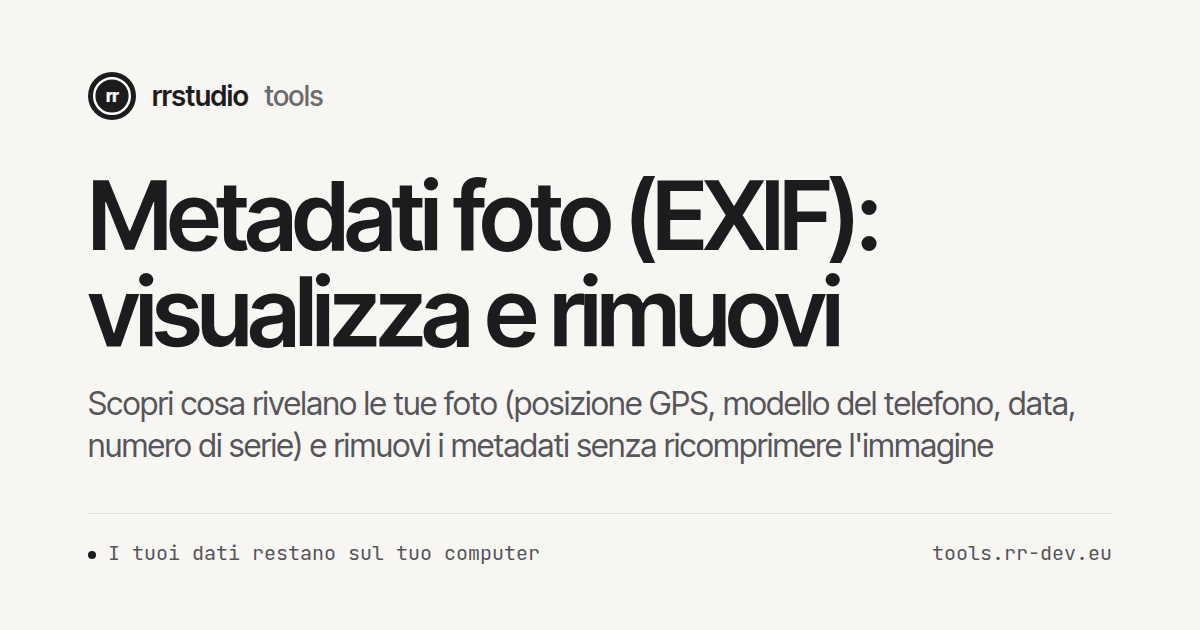 rr rrstudio tools
Metadati foto (EXIF):
visualizza e rimuovi
Scopri cosa rivelano le tue foto (posizione GPS, modello del telefono, data,
numero di serie) e rimuovi i metadati senza ricomprimere l'immagine
I tuoi dati restano sul tuo computer
tools.rr-dev.eu